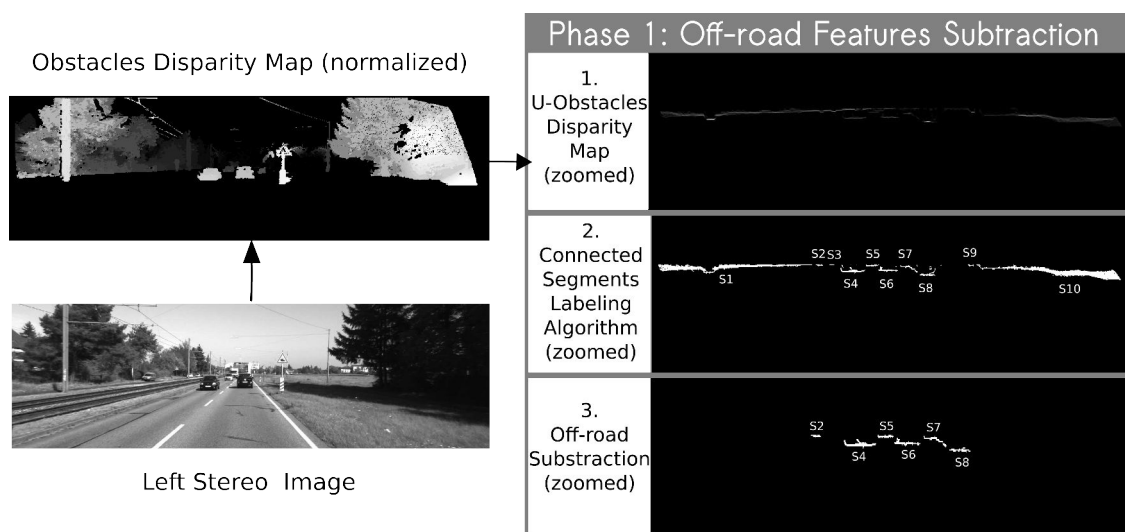 Obstacles Disparity Map (normalized)
Left Stereo Image
Phase 1: Off-road Features Subtraction
1.
U-Obstacles
Disparity
Map
(zoomed)
2.
Connected
Segments
Labeling
Algorithm
(zoomed)
S1
S2 S3
S4
S5
S6
S7
S8
S9
S10
3.
Off-road
Substraction
(zoomed)
S2
S4
S5
S6
S7
S8